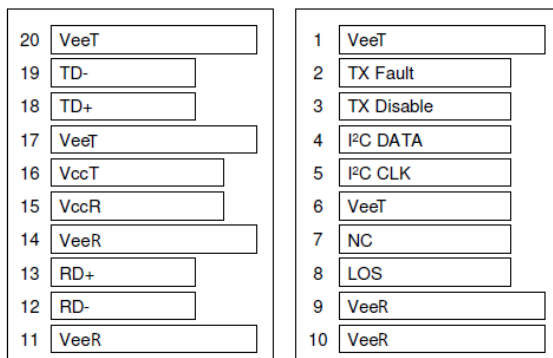 20 VeeT
19 TD-
18 TD+
17 VeeT
16 VccT
15 VccR
14 VeeR
13 RD+
12 RD-
11 VeeR
1 VeeT
2 TX Fault
3 TX Disable
4 I²C DATA
5 I²C CLK
6 VeeT
7 NC
8 LOS
9 VeeR
10 VeeR